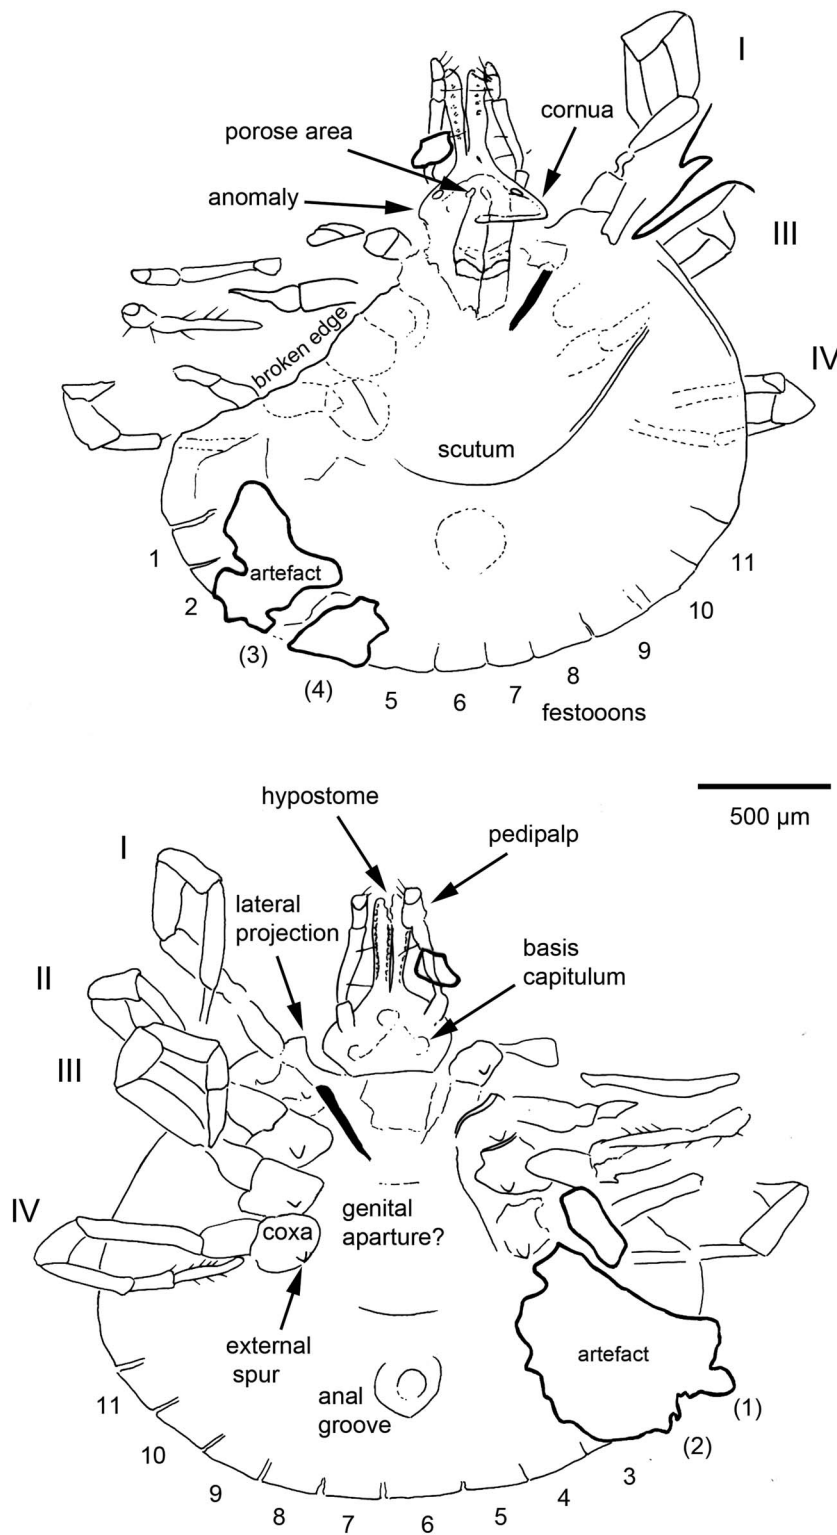 I
cornua
porose area
anomaly
III
broken edge
IV
scutum
artefact
1
2
(3)
(4)
5
6
7
8
9
10
11
festooons
hypostome
500 µm
pedipalp
I
lateral
projection
basis
capitulum
II
III
IV
genital
aparture?
coxa
external
spur
anal
groove
artefact
(1)
(2)
3
4
5
6
7
8
9
10
11